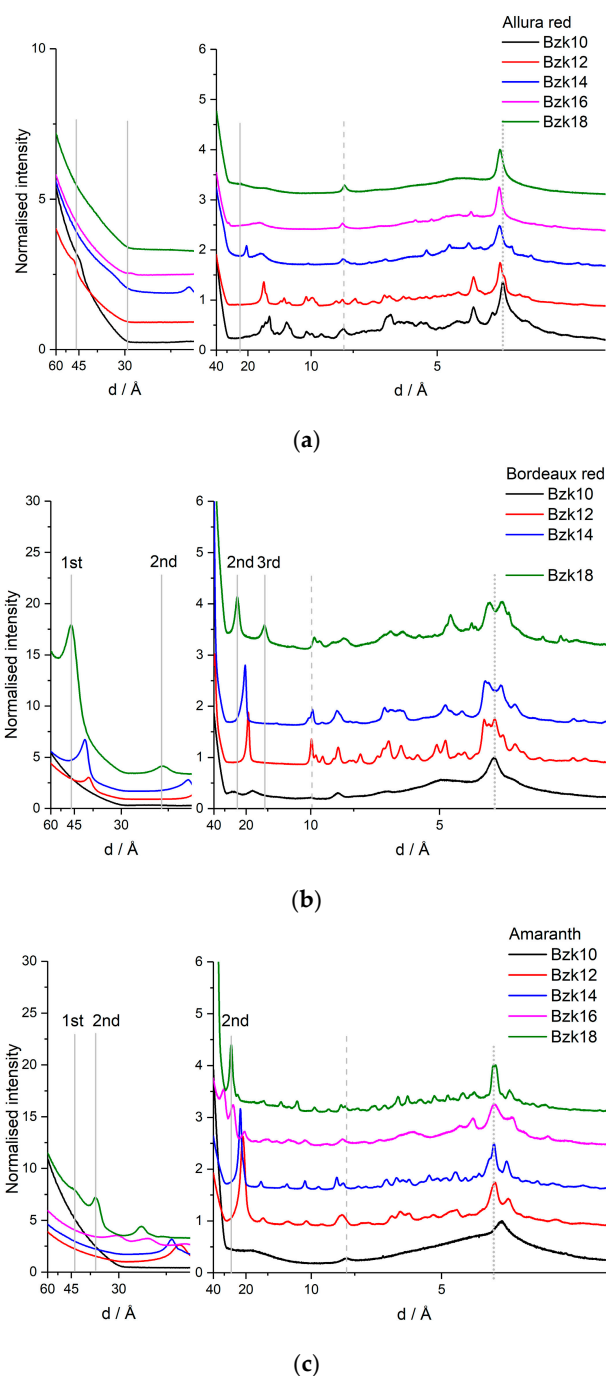 Allura red
Bzk10
Bzk12
Bzk14
Bzk16
Bzk18
Normalised intensity
10
5
0
60
45
30
d / Å
6
5
4
3
2
1
0
40
20
10
5
d / Å
(a)
Bordeaux red
Bzk10
Bzk12
Bzk14
Bzk18
Normalised intensity
30
25
20
15
10
5
0
1st
2nd
60
45
30
d / Å
6
5
4
3
2
1
0
2nd 3rd
40
20
10
5
d / Å
(b)
Amaranth
Bzk10
Bzk12
Bzk14
Bzk16
Bzk18
Normalised intensity
30
25
20
15
10
5
0
1st 2nd
60
45
30
d / Å
6
5
4
3
2
1
0
2nd
40
20
10
5
d / Å
(c)